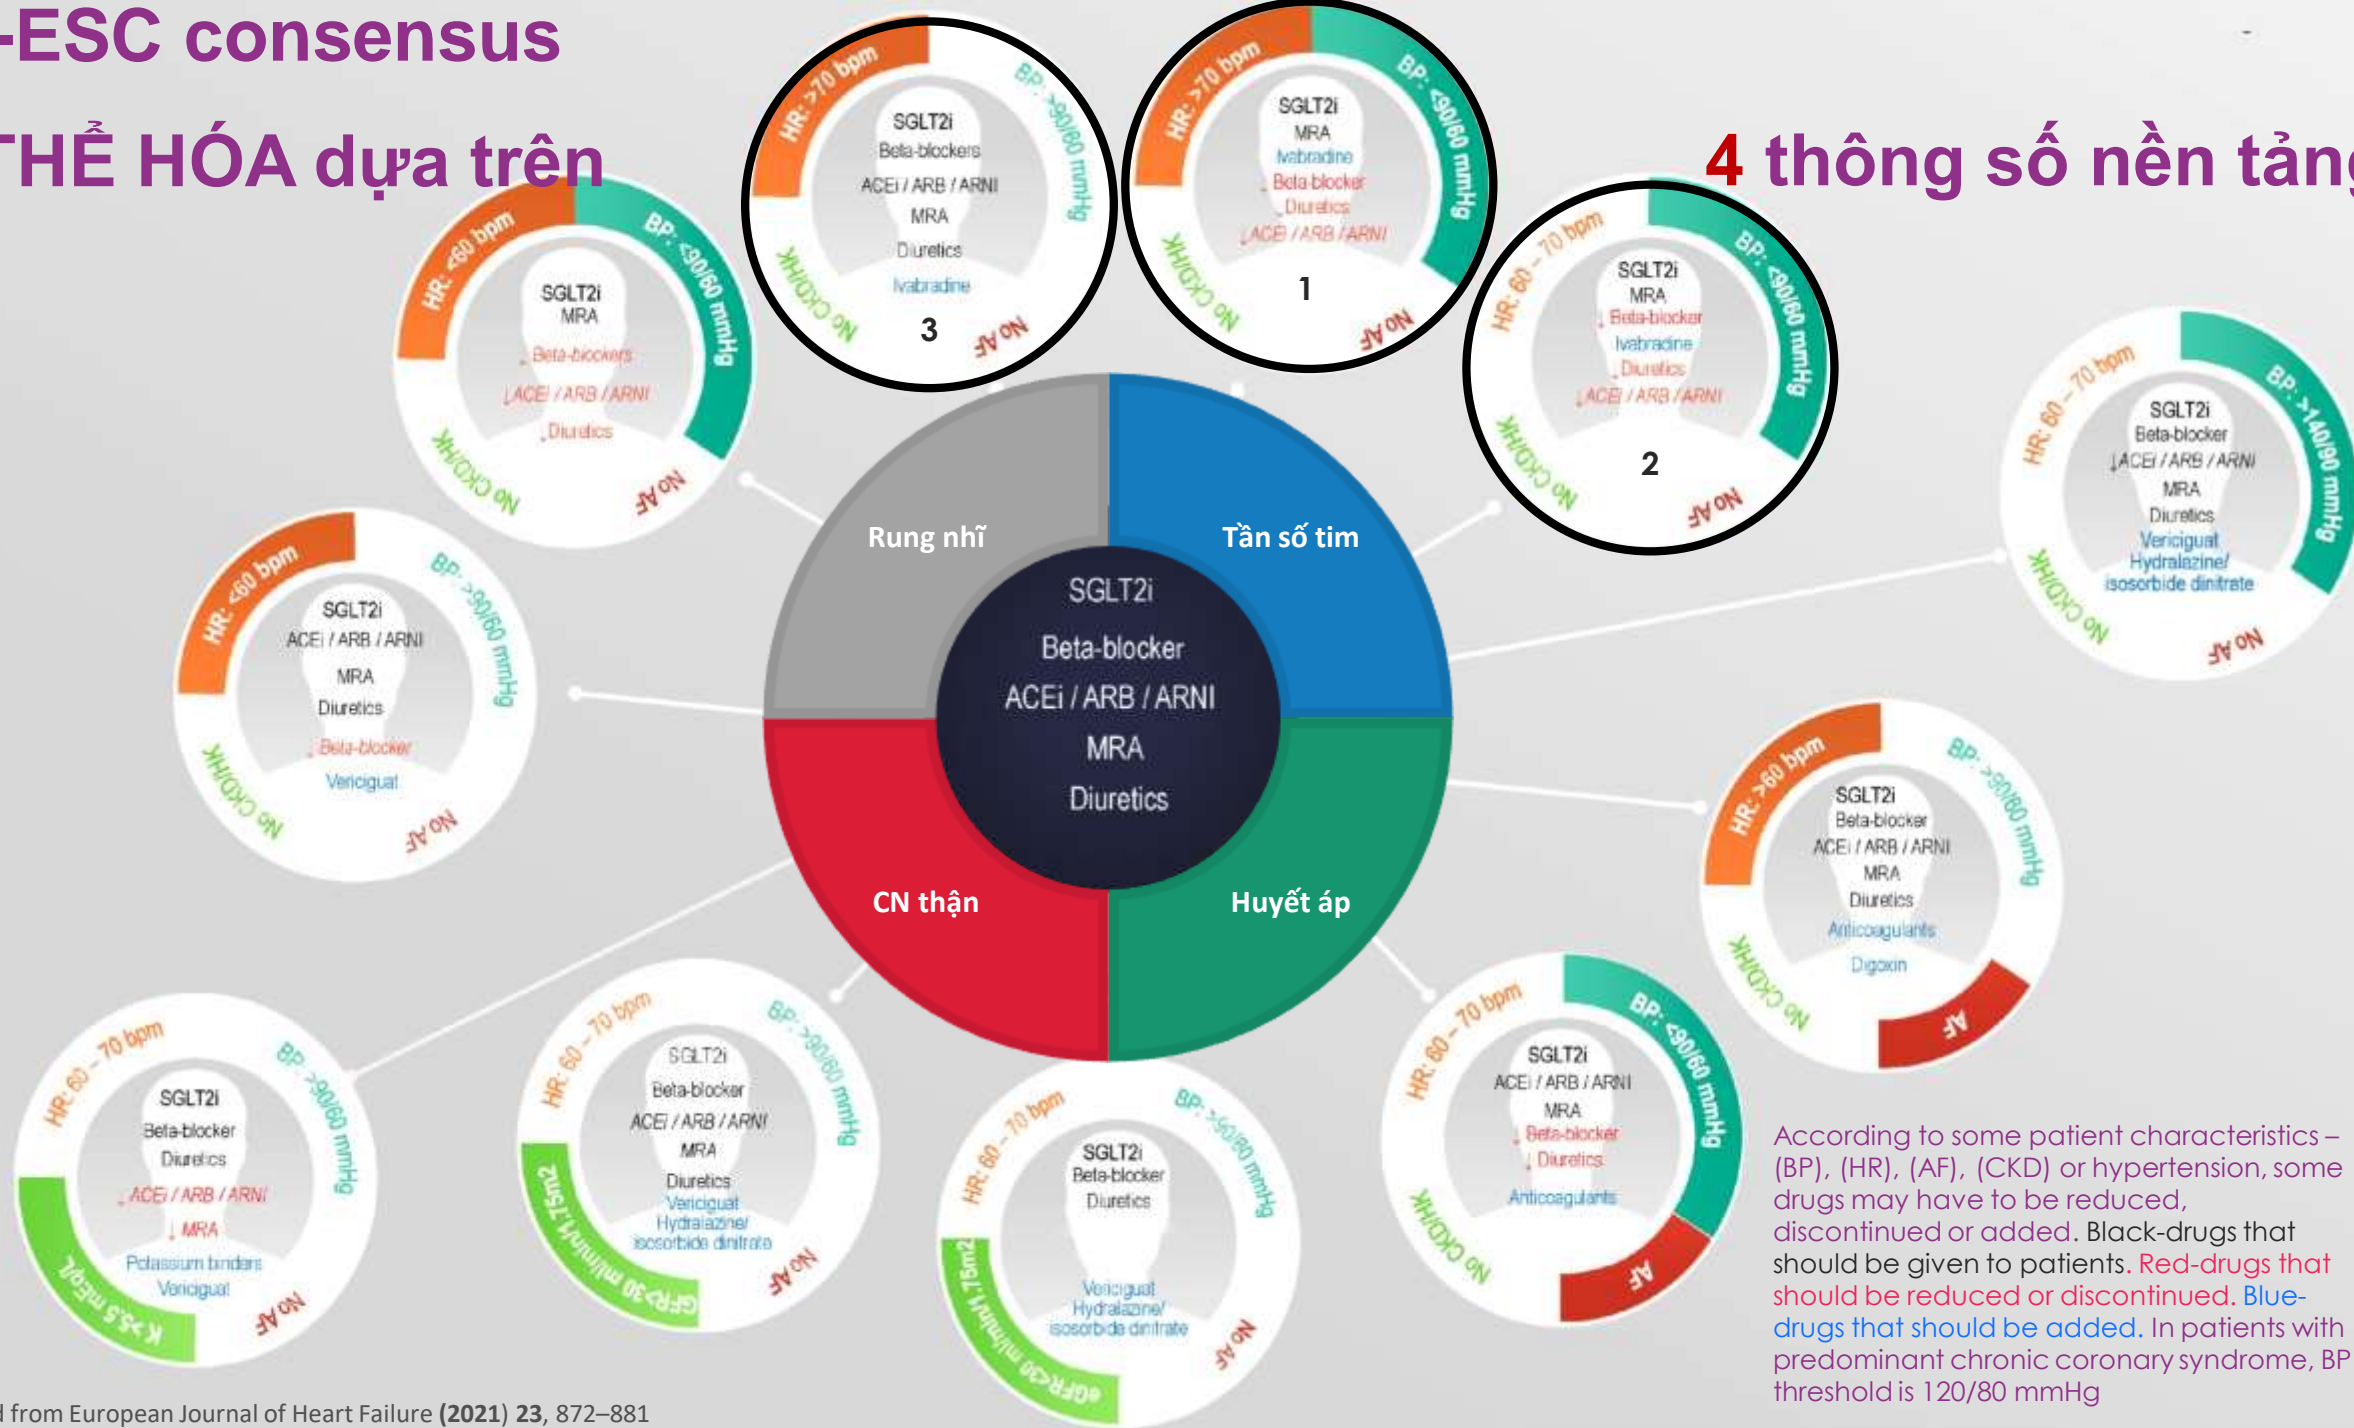 -ESC consensus
THỂ HÓA dựa trên
4 thông số nền tảng
HR: >70 bpm
BP: >90/60 mmHg
SGLT2i
Beta-blockers
ACEi / ARB / ARNI
MRA
Diuretics
Ivabradine
3
No CKD/HK
No AF
HR: >70 bpm
BP: <90/60 mmHg
SGLT2i
MRA
Ivabradine
↓ Beta-blocker
↓Diuretics
↓ACEi / ARB / ARNI
1
No CKD/HK
No AF
HR: 60 – 70 bpm
BP: <90/60 mmHg
SGLT2i
MRA
↓ Beta-blocker
Ivabradine
↓Diuretics
↓ACEi / ARB / ARNI
2
No CKD/HK
No AF
HR: <60 bpm
BP: <90/60 mmHg
SGLT2i
MRA
↓ Beta-blockers
↓ACEi / ARB / ARNI
↓Diuretics
No CKD/HK
No AF
HR: 60 – 70 bpm
BP: >140/90 mmHg
SGLT2i
Beta-blocker
↓ACEi / ARB / ARNI
MRA
Diuretics
Vericiguat
Hydralazine/
isosorbide dinitrate
No CKD/HK
No AF
HR: <60 bpm
BP: >90/60 mmHg
SGLT2i
ACEi / ARB / ARNI
MRA
Diuretics
↓ Beta-blocker
Vericiguat
No CKD/HK
No AF
Rung nhĩ
Tần số tim
CN thận
Huyết áp
SGLT2i
Beta-blocker
ACEi / ARB / ARNI
MRA
Diuretics
HR: >60 bpm
BP: >90/60 mmHg
SGLT2i
Beta-blocker
ACEi / ARB / ARNI
MRA
Diuretics
Anticoagulants
Digoxin
No CKD/HK
AF
HR: 60 – 70 bpm
BP: >90/60 mmHg
SGLT2i
Beta-blocker
Diuretics
↓ ACEi / ARB / ARNI
↓ MRA
Potassium binders
Vericiguat
K >5.5 mEq/L
No AF
HR: 60 – 70 bpm
BP: >90/60 mmHg
SGLT2i
Beta-blocker
ACEi / ARB / ARNI
MRA
Diuretics
Vericiguat
Hydralazine/
isosorbide dinitrate
GFR>30 ml/min/1.75m2
No AF
HR: 60 – 70 bpm
BP: >90/60 mmHg
SGLT2i
Beta-blocker
Diuretics
Vericiguat
Hydralazine/
isosorbide dinitrate
eGFR<30 ml/min/1.75m2
No AF
HR: 60 – 70 bpm
BP: <90/60 mmHg
SGLT2i
ACEi / ARB / ARNI
MRA
↓ Beta-blocker
↓ Diuretics
Anticoagulants
No CKD/HK
AF
According to some patient characteristics –
(BP), (HR), (AF), (CKD) or hypertension, some
drugs may have to be reduced,
discontinued or added. Black-drugs that
should be given to patients. Red-drugs that
should be reduced or discontinued. Blue-
drugs that should be added. In patients with
predominant chronic coronary syndrome, BP
threshold is 120/80 mmHg
d from European Journal of Heart Failure (2021) 23, 872–881